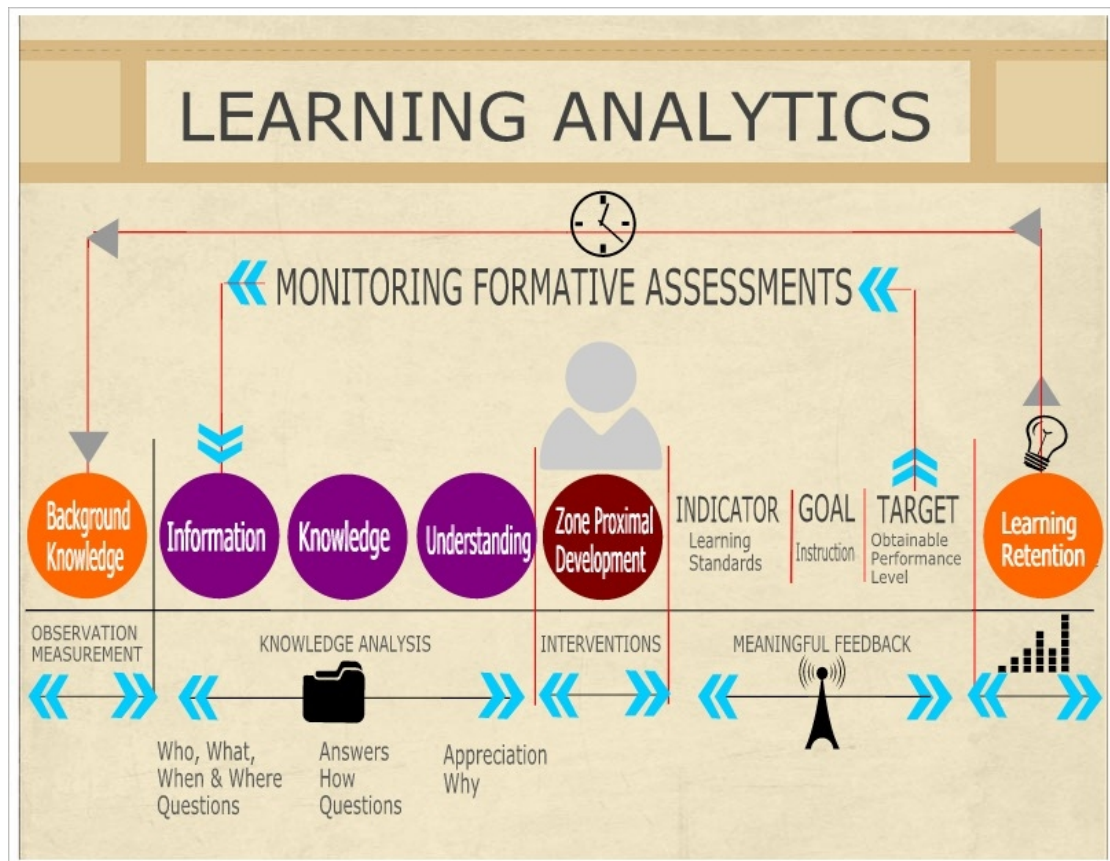 LEARNING ANALYTICS
MONITORING FORMATIVE ASSESSMENTS
Background
Knowledge
Information
Knowledge
Understanding
Zone Proximal
Development
INDICATOR
Learning
Standards
GOAL
Instruction
TARGET
Obtainable
Performance
Level
Learning
Retention
OBSERVATION
MEASUREMENT
KNOWLEDGE ANALYSIS
INTERVENTIONS
MEANINGFUL FEEDBACK
Who, What,
When & Where
Questions
Answers
How
Questions
Appreciation
Why